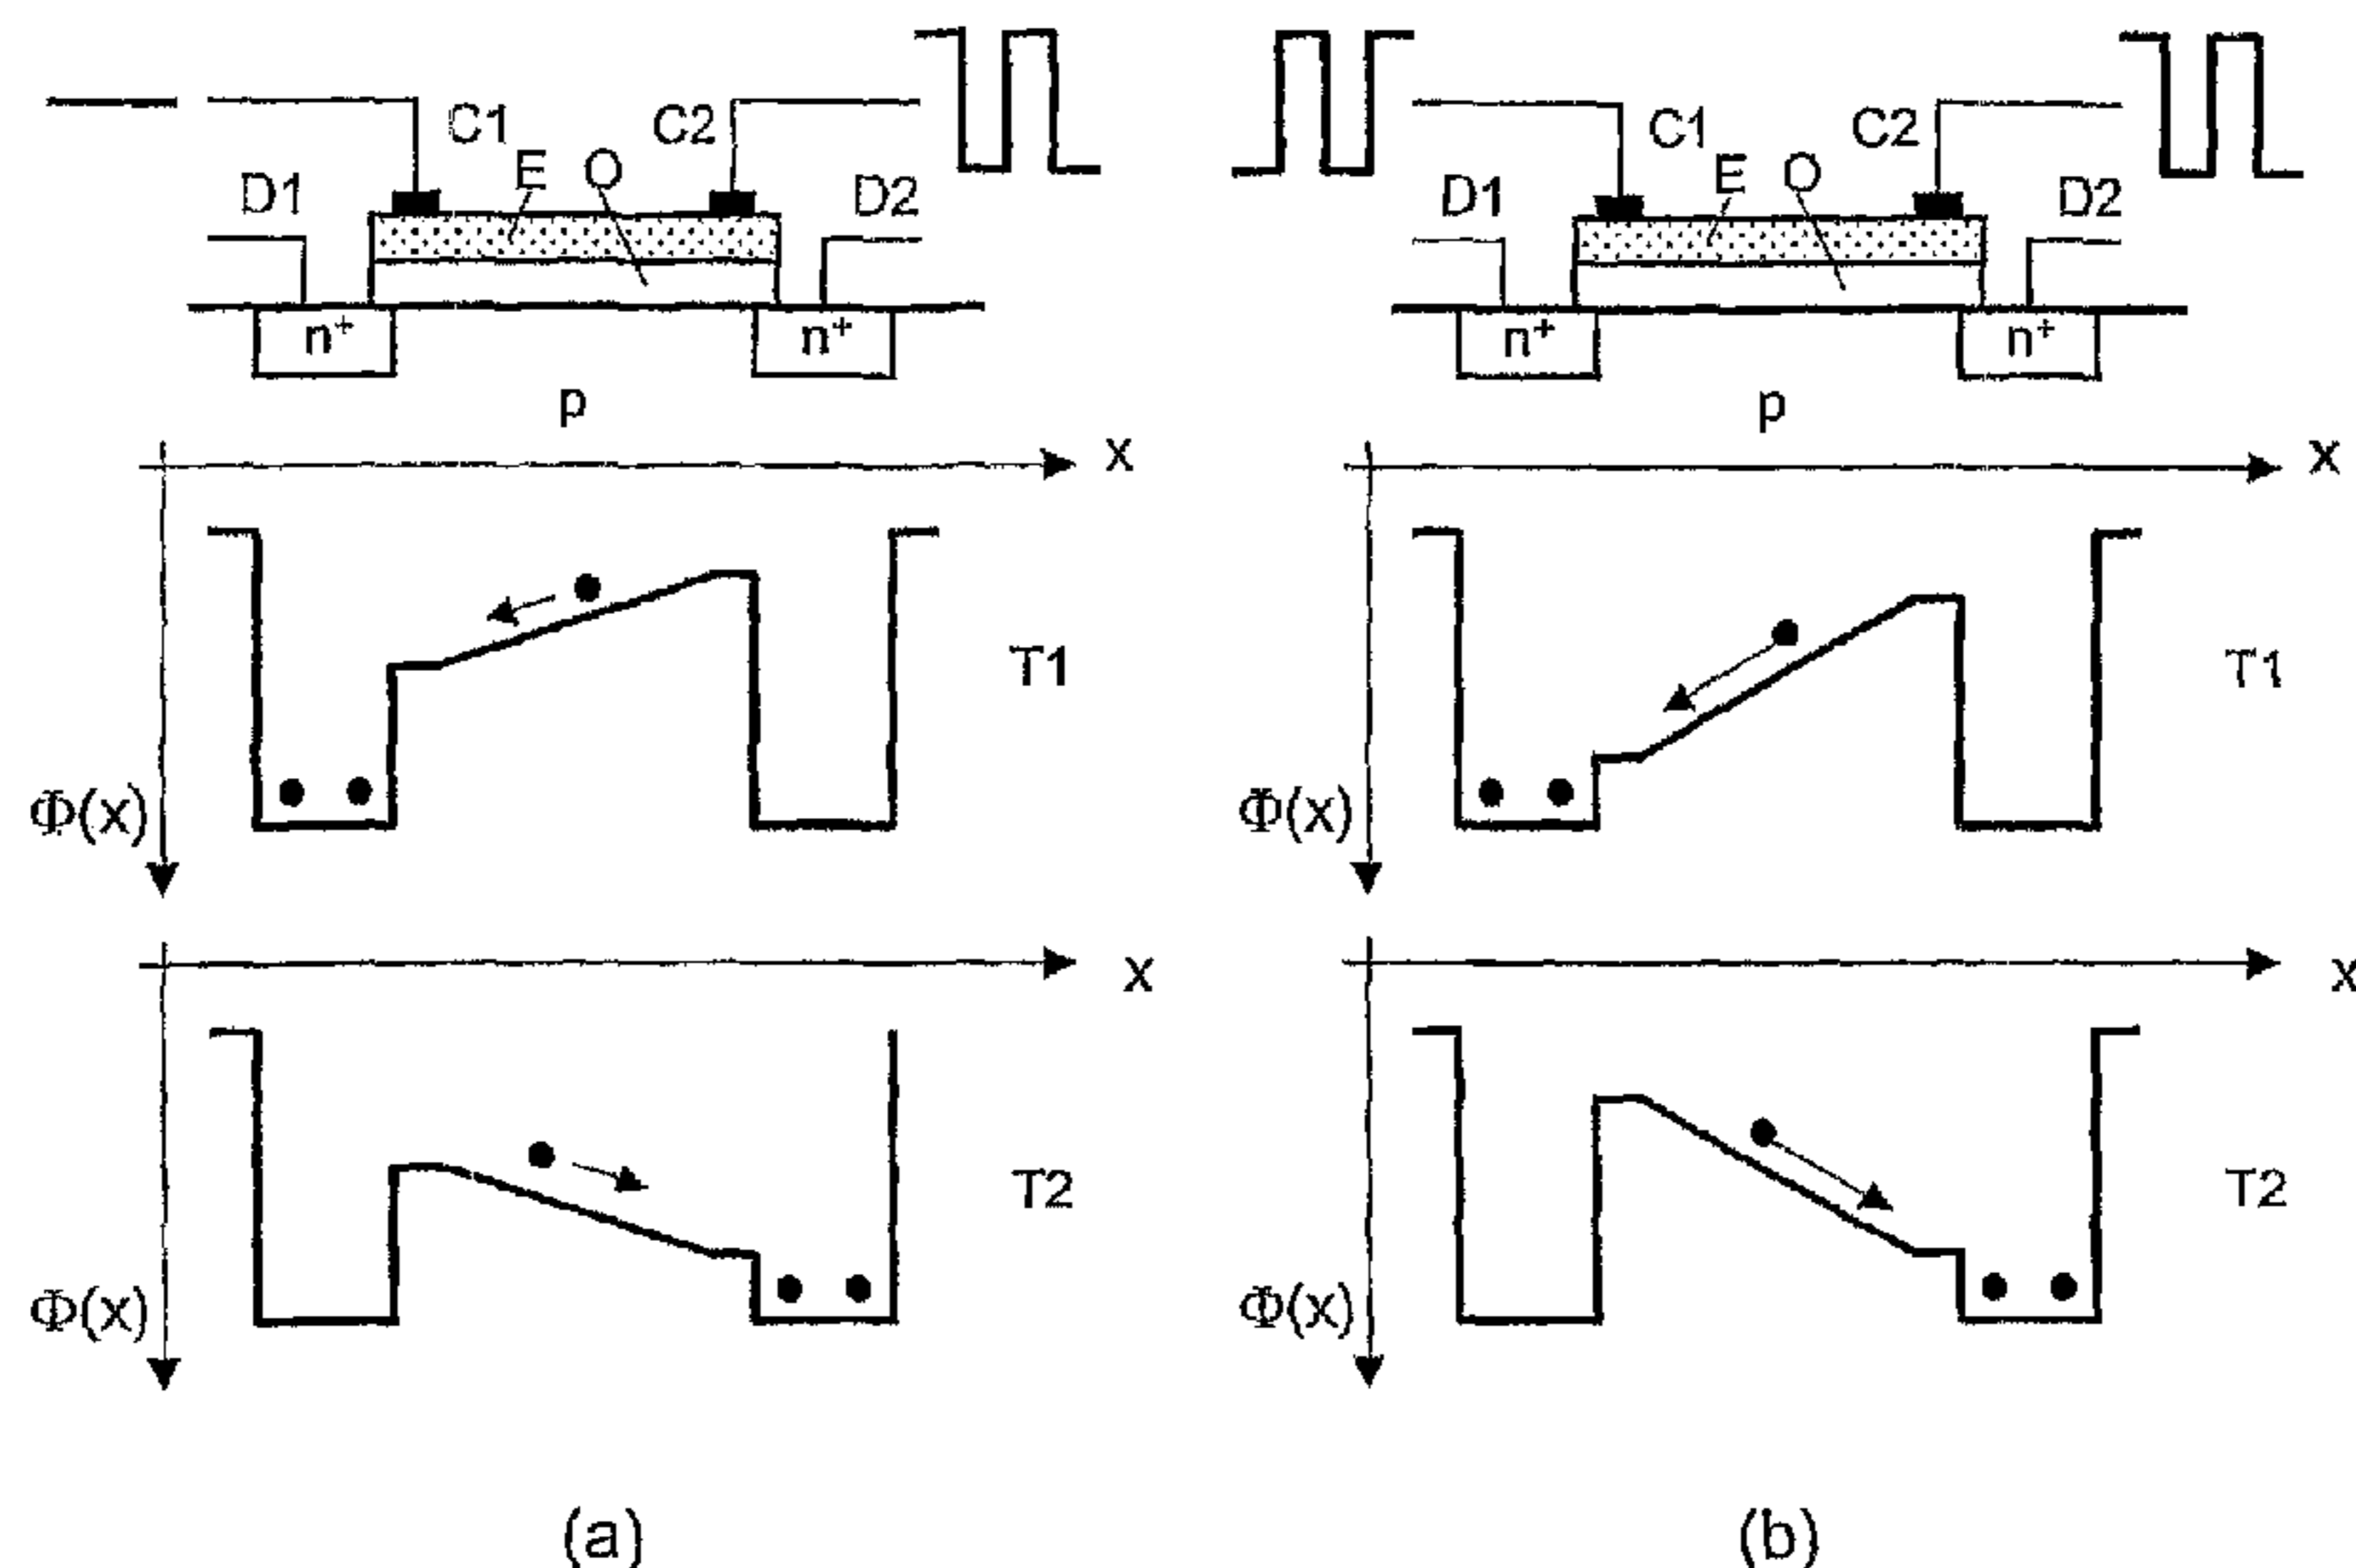 C1 C2 C1 C2
E O E O
D1 D2 D1 D2
n⁺ n⁺ n⁺ n⁺
p p
x x
T1 T1
Φ(x) Φ(x)
x x
T2 T2
Φ(x) Φ(x)
(a) (b)